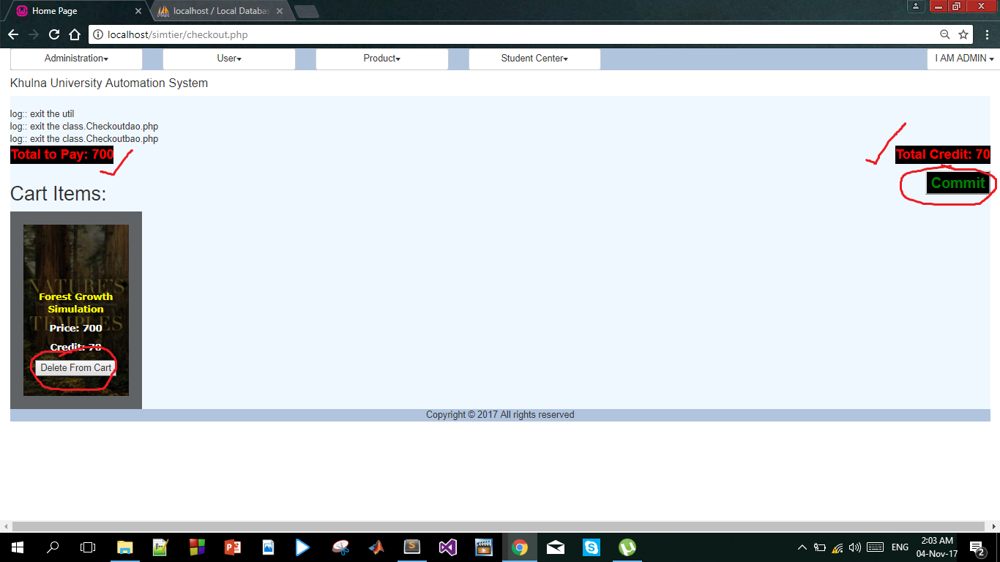 Home Page
localhost / Local Databas
localhost/simtier/checkout.php
Administration
User
Product
Student Center
I AM ADMIN
Khulna University Automation System
log:: exit the util
log:: exit the class.Checkoutdao.php
log:: exit the class.Checkoutbao.php
Total to Pay: 700
Total Credit: 70
Commit
Cart Items:
NATURE'S
Forest Growth
Simulation
TEMPLES
Price: 700
Credit: 70
Delete From Cart
Copyright © 2017 All rights reserved
ENG
2:03 AM
04-Nov-17
2